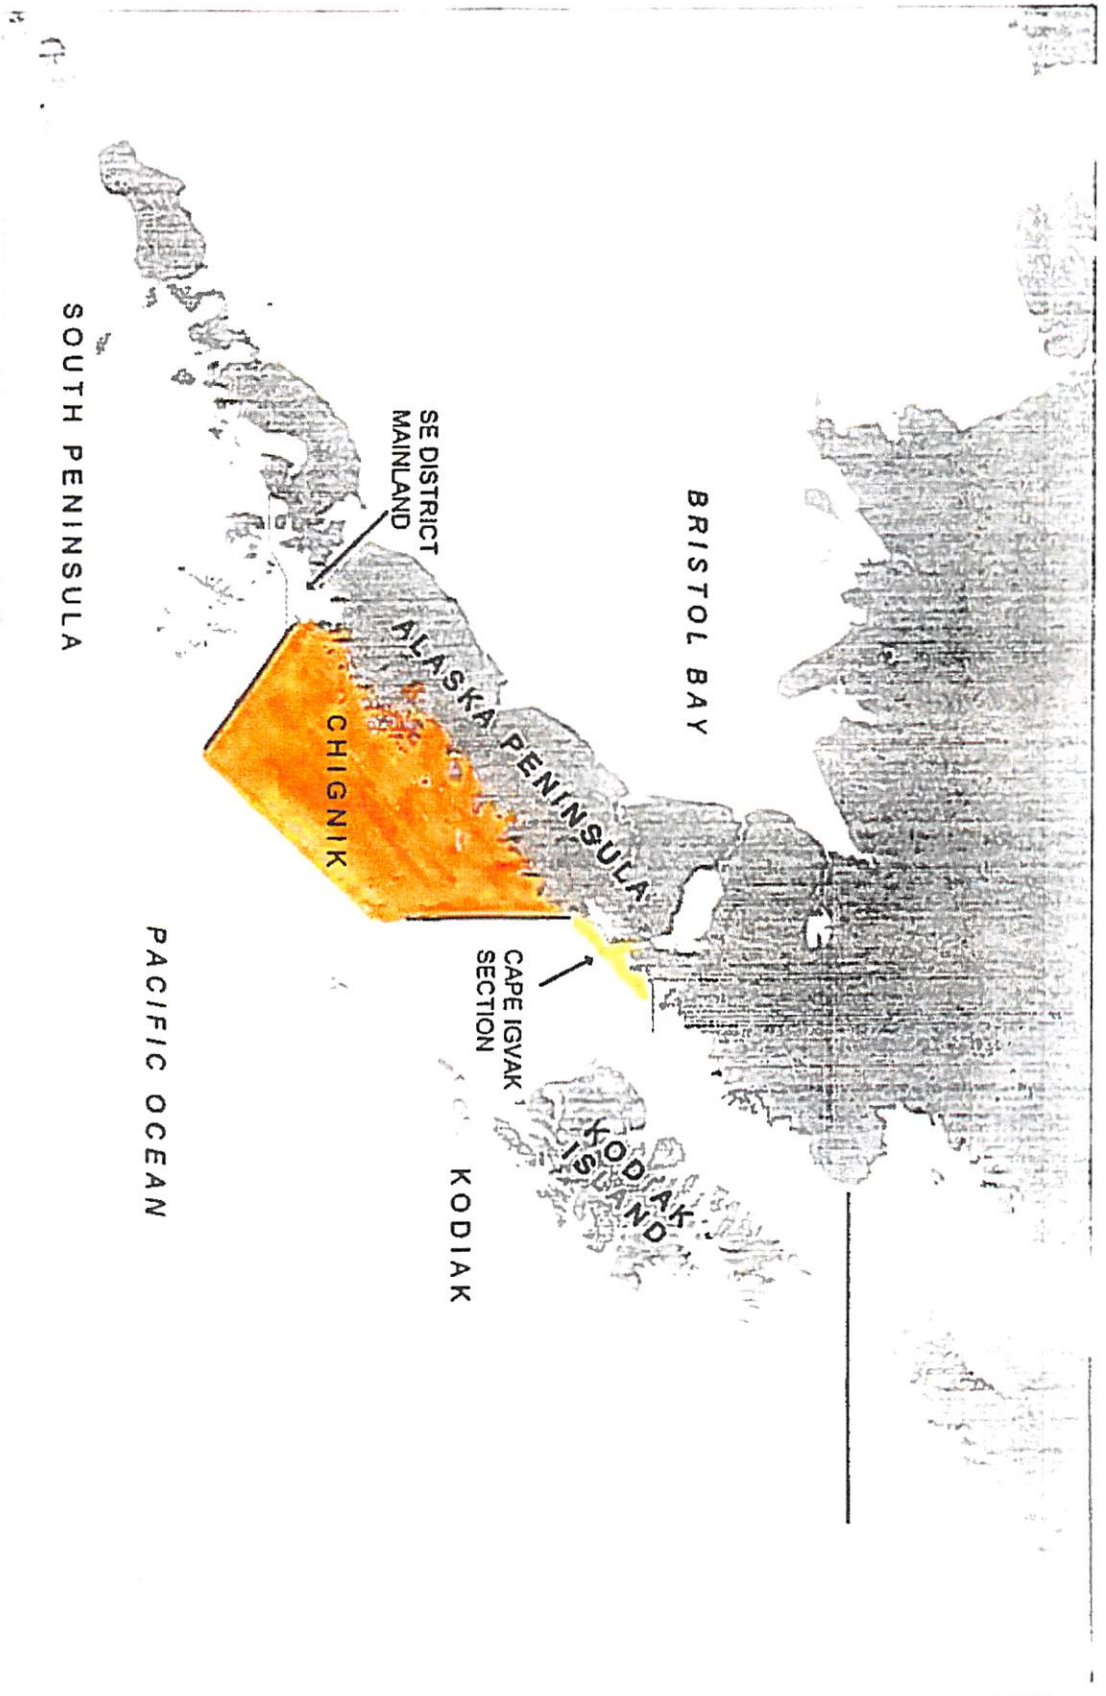 BRISTOL BAY
ALASKA PENINSULA
SE DISTRICT
MAINLAND
SOUTH PENINSULA
CHIGNIK
CAPE IGVAK
SECTION
KODIAK
ISLAND
KODIAK
PACIFIC OCEAN